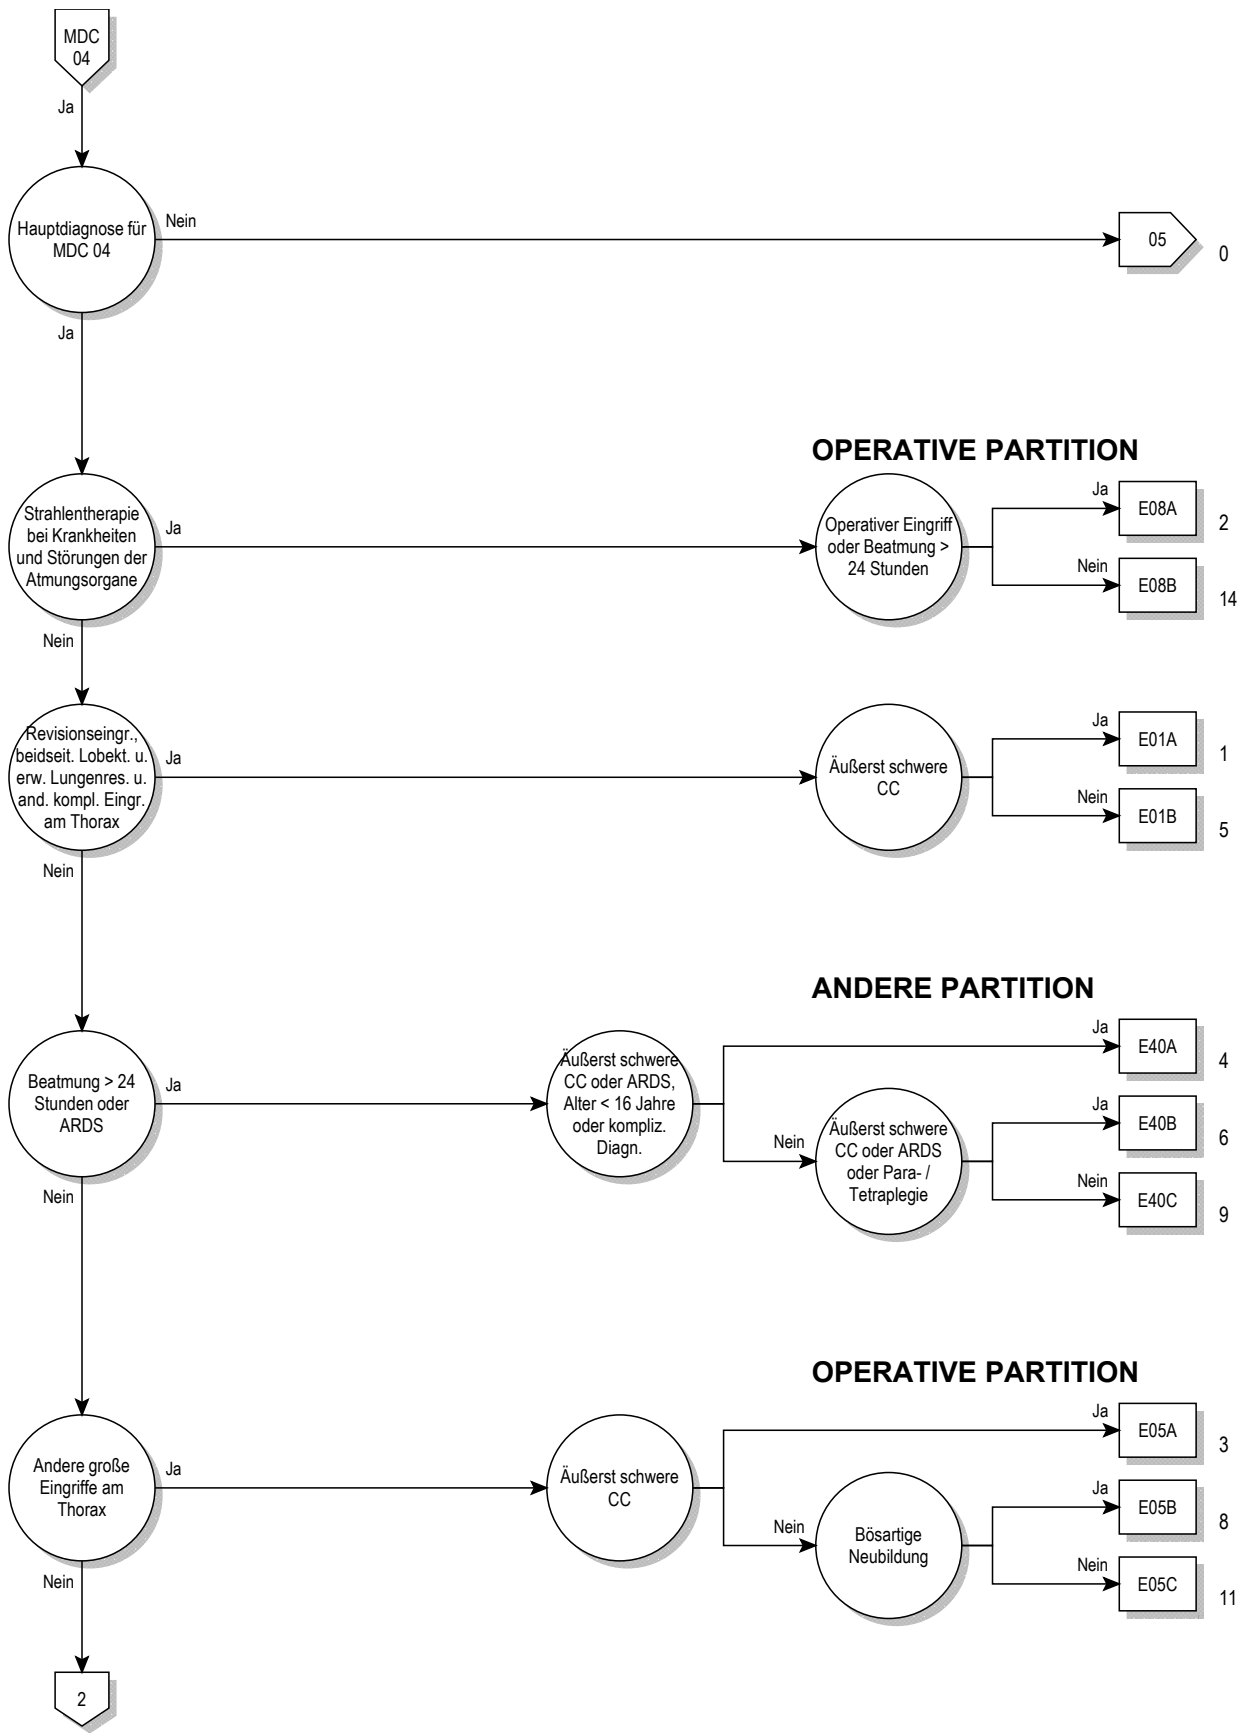 MDC
04
Ja
Hauptdiagnose für
MDC 04
Nein
05
0
Ja
OPERATIVE PARTITION
Strahlentherapie
bei Krankheiten
und Störungen der
Atmungsorgane
Ja
Operativer Eingriff
oder Beatmung >
24 Stunden
Ja
E08A
2
Nein
E08B
14
Nein
Revisionseingr.,
beidseit. Lobekt. u.
erw. Lungenres. u.
and. kompl. Eingr.
am Thorax
Ja
Äußerst schwere
CC
Ja
E01A
1
Nein
E01B
5
Nein
ANDERE PARTITION
Beatmung > 24
Stunden oder
ARDS
Ja
Äußerst schwere
CC oder ARDS,
Alter < 16 Jahre
oder kompliz.
Diagn.
Ja
E40A
4
Nein
Äußerst schwere
CC oder ARDS
oder Para- /
Tetraplegie
Ja
E40B
6
Nein
E40C
9
Nein
OPERATIVE PARTITION
Andere große
Eingriffe am
Thorax
Ja
Äußerst schwere
CC
Ja
E05A
3
Nein
Bösartige
Neubildung
Ja
E05B
8
Nein
E05C
11
Nein
2